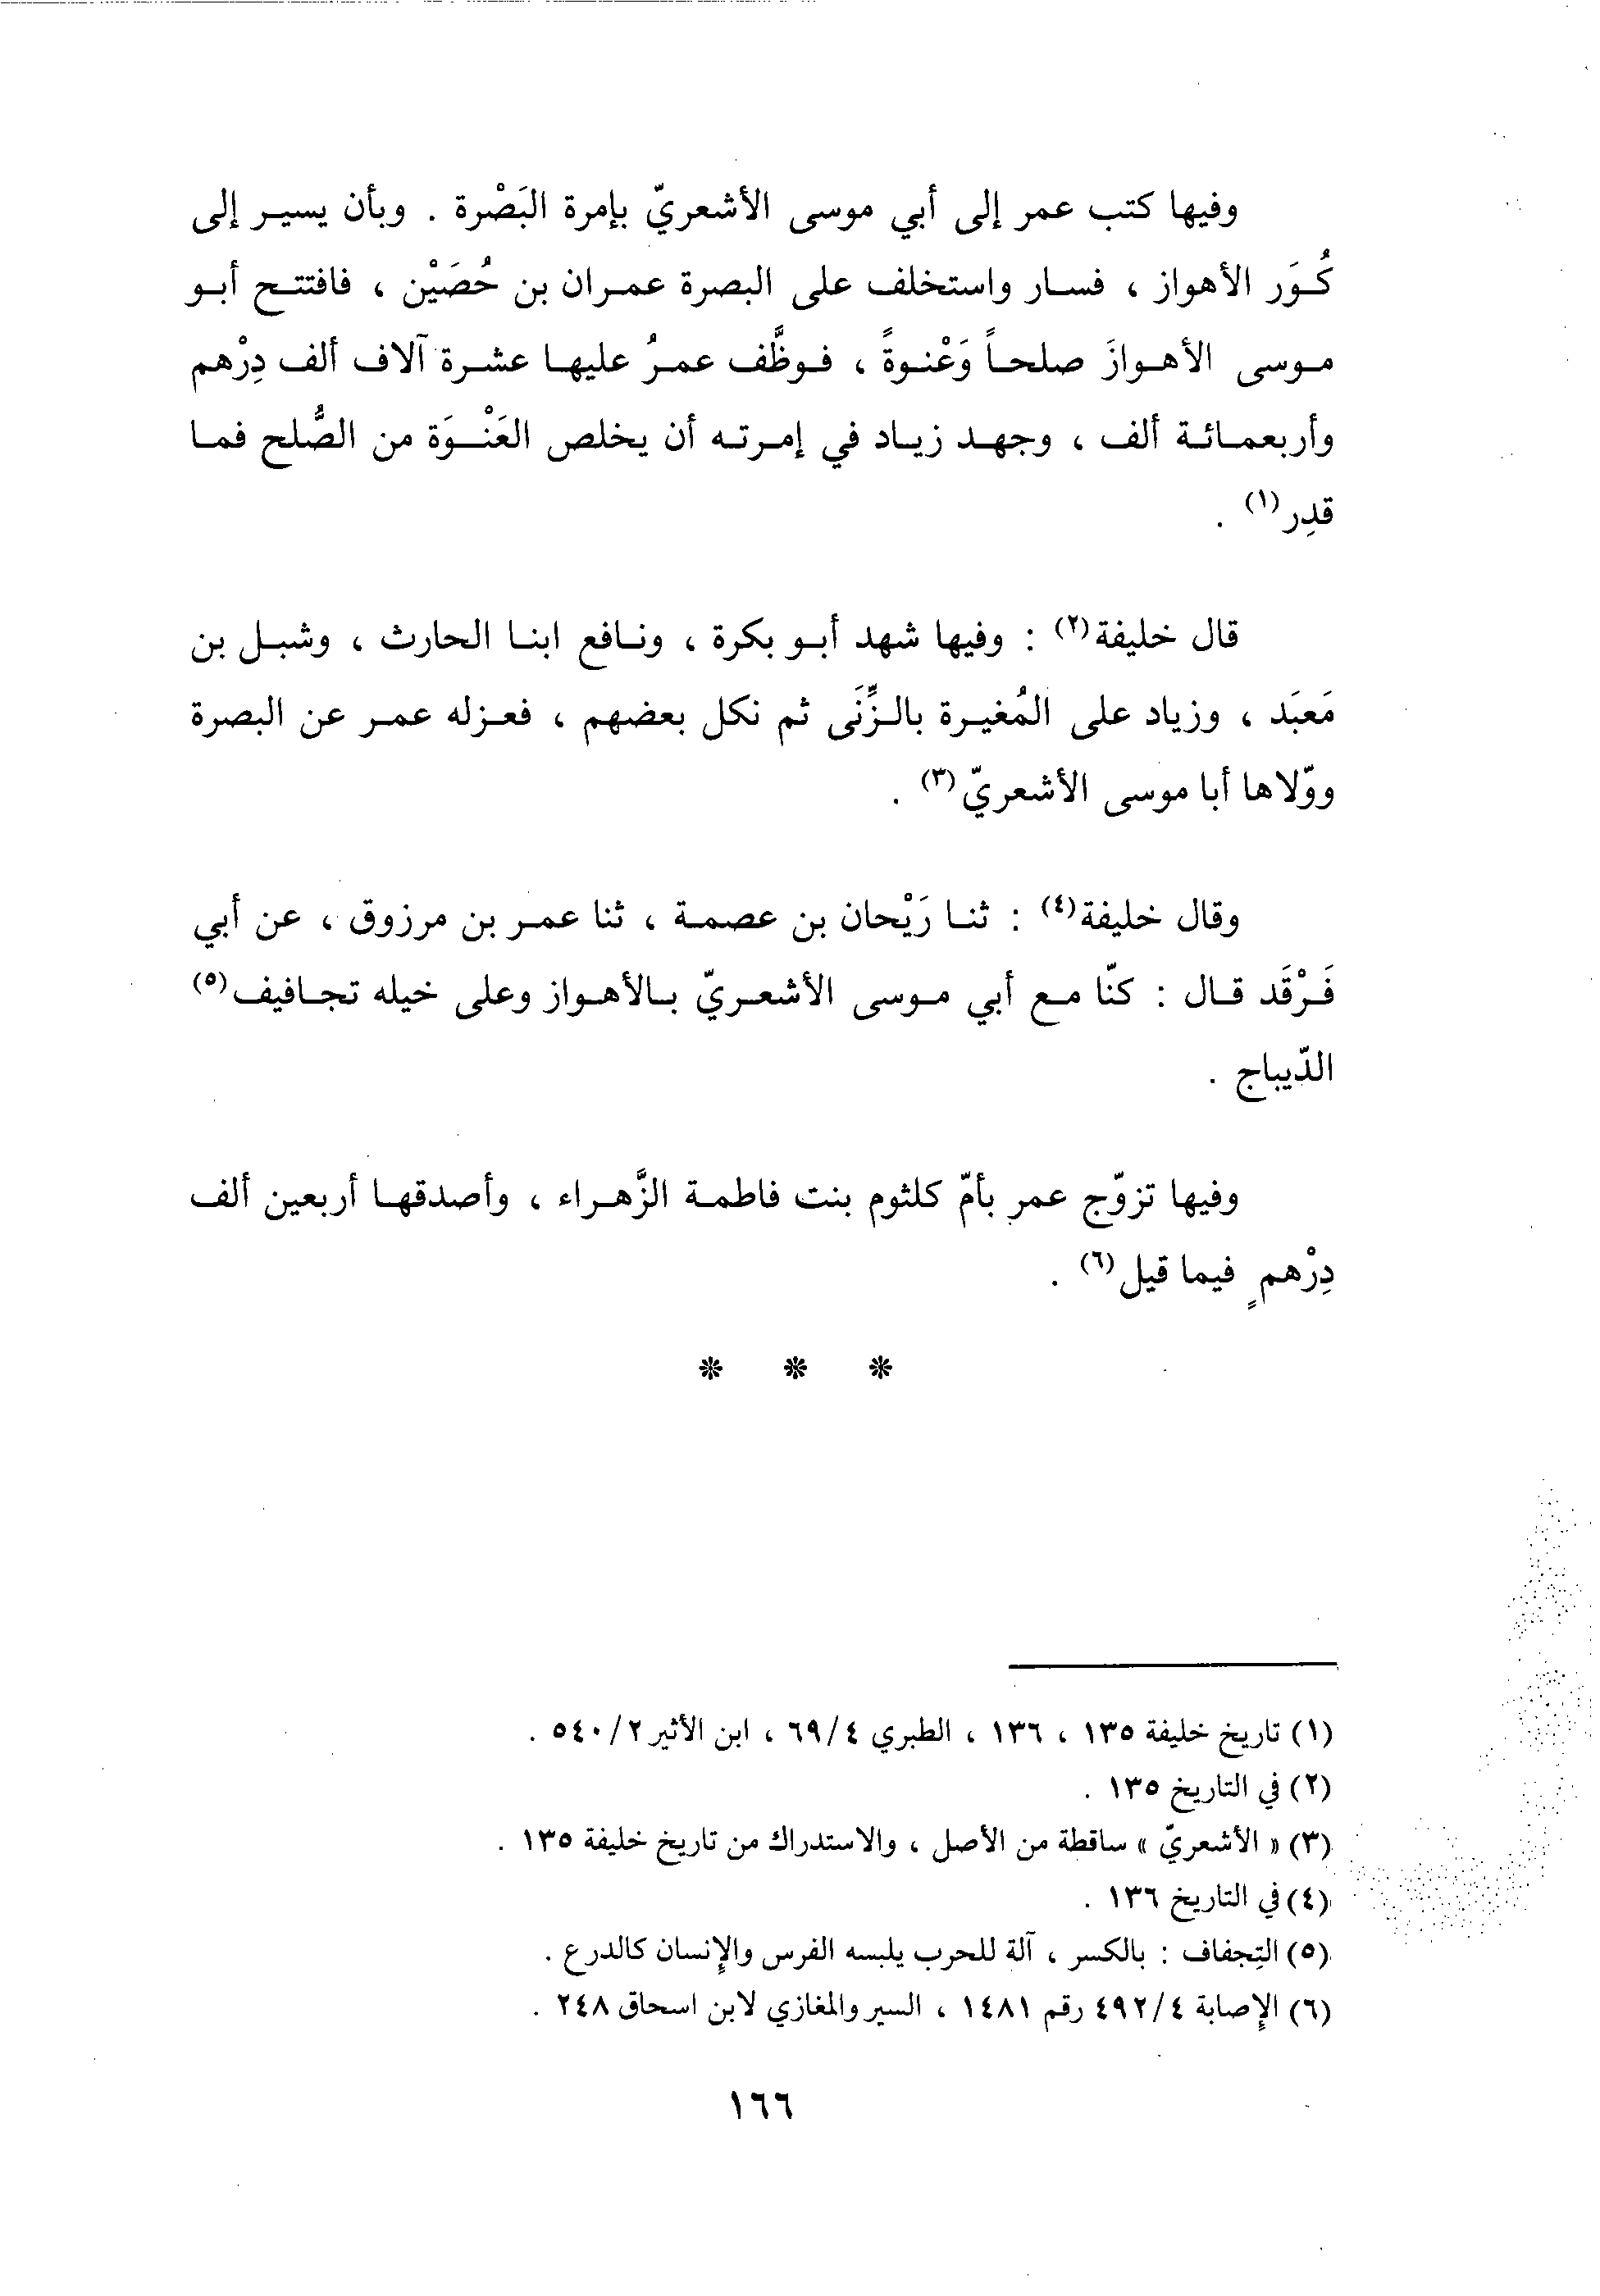 وفيها كتب عمر إلى أبي موسى الأشعريّ بإمرة البَصْرة . وبأن يسير إلى
كُوَر الأهواز ، فسار واستخلف على البصرة عمران بن حُصَيْن ، فافتتح أبو
موسى الأهوازَ صلحاً وَعْنوةً ، فوظَّف عمرُ عليها عشرة آلاف ألف دِرْهم
وأربعمائة ألف ، وجهد زياد في إمرته أن يخلص العَنْوَة من الصُّلح فما
قدِر(١) .
قال خليفة(٢) : وفيها شهد أبو بكرة ، ونافع ابنا الحارث ، وشبل بن
مَعبَد ، وزياد على المُغيرة بالزِّنَى ثم نكل بعضهم ، فعزله عمر عن البصرة
وولّاها أبا موسى الأشعريّ(٣) .
وقال خليفة(٤) : ثنا رَيْحان بن عصمة ، ثنا عمر بن مرزوق ، عن أبي
فَرْقَد قال : كنّا مع أبي موسى الأشعريّ بالأهواز وعلى خيله تجافيف(٥)
الدّيباج .
وفيها تزوّج عمر بأمّ كلثوم بنت فاطمة الزَّهراء ، وأصدقها أربعين ألف
دِرْهمٍ فيما قيل(٦) .
* * *
(١) تاريخ خليفة ١٣٥ ، ١٣٦ ، الطبري ٦٩/٤ ، ابن الأثير ٥٤٠/٢ .
(٢) في التاريخ ١٣٥ .
(٣) « الأشعريّ » ساقطة من الأصل ، والاستدراك من تاريخ خليفة ١٣٥ .
(٤) في التاريخ ١٣٦ .
(٥) التِجفاف : بالكسر ، آلة للحرب يلبسه الفرس والإنسان كالدرع .
(٦) الإصابة ٤٩٢/٤ رقم ١٤٨١ ، السير والمغازي لابن اسحاق ٢٤٨ .
١٦٦